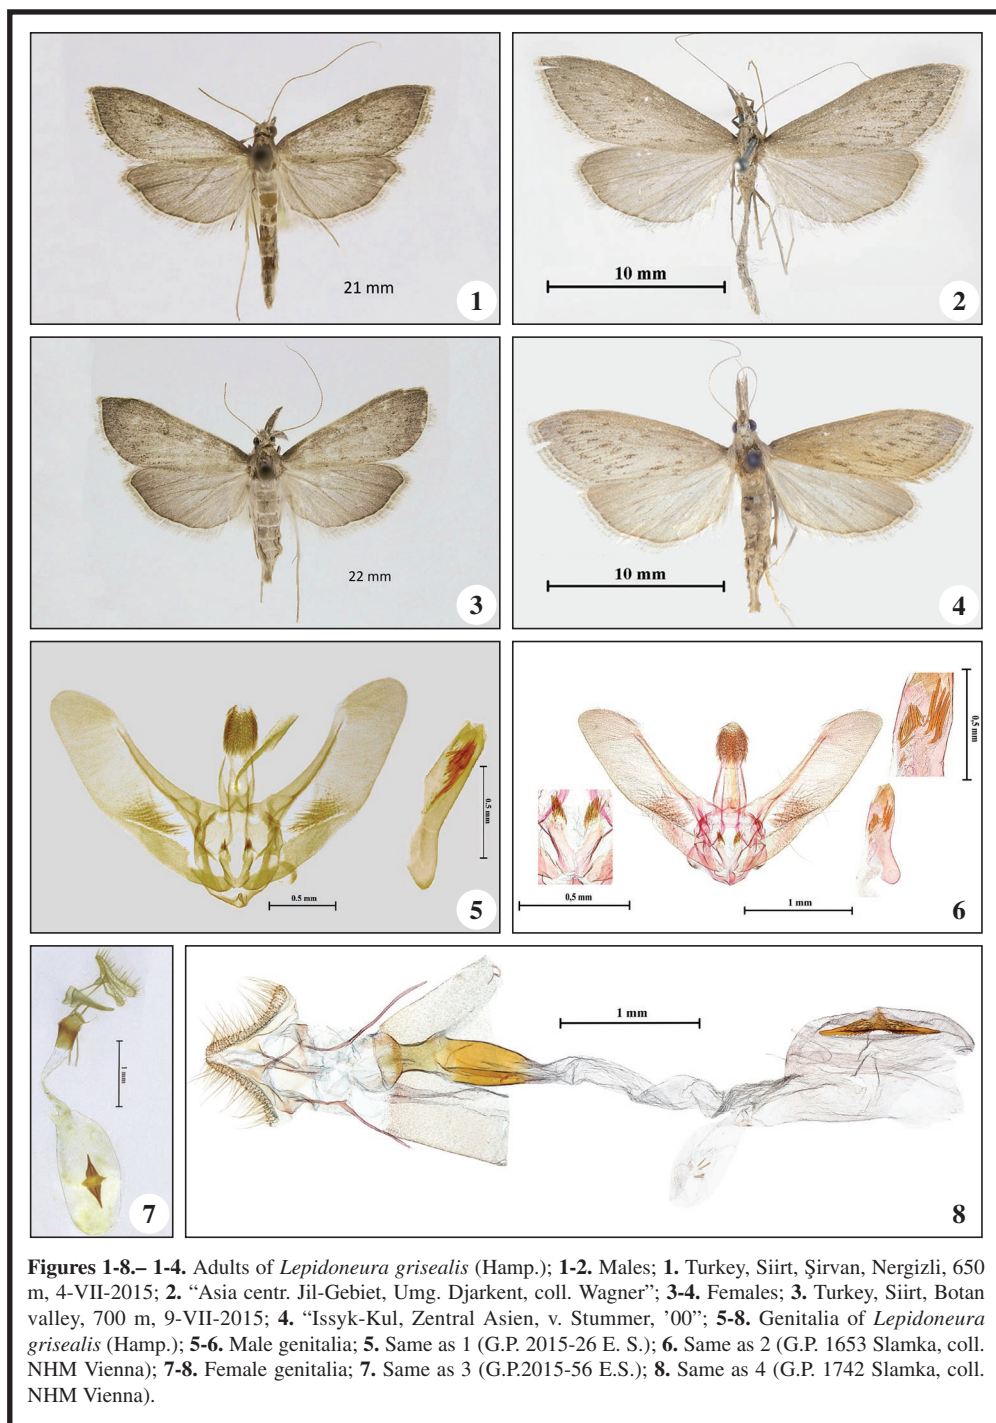 21 mm
1
10 mm
2
22 mm
3
10 mm
4
0.5 mm
0.5 mm
5
0,5 mm
0,5 mm
1 mm
6
1 mm
7
1 mm
8
Figures 1-8.– 1-4. Adults of Lepidoneura grisealis (Hamp.); 1-2. Males; 1. Turkey, Siirt, Şirvan, Nergizli, 650
m, 4-VII-2015; 2. “Asia centr. Jil-Gebiet, Umg. Djarkent, coll. Wagner”; 3-4. Females; 3. Turkey, Siirt, Botan
valley, 700 m, 9-VII-2015; 4. “Issyk-Kul, Zentral Asien, v. Stummer, ’00”; 5-8. Genitalia of Lepidoneura
grisealis (Hamp.); 5-6. Male genitalia; 5. Same as 1 (G.P. 2015-26 E. S.); 6. Same as 2 (G.P. 1653 Slamka, coll.
NHM Vienna); 7-8. Female genitalia; 7. Same as 3 (G.P.2015-56 E.S.); 8. Same as 4 (G.P. 1742 Slamka, coll.
NHM Vienna).